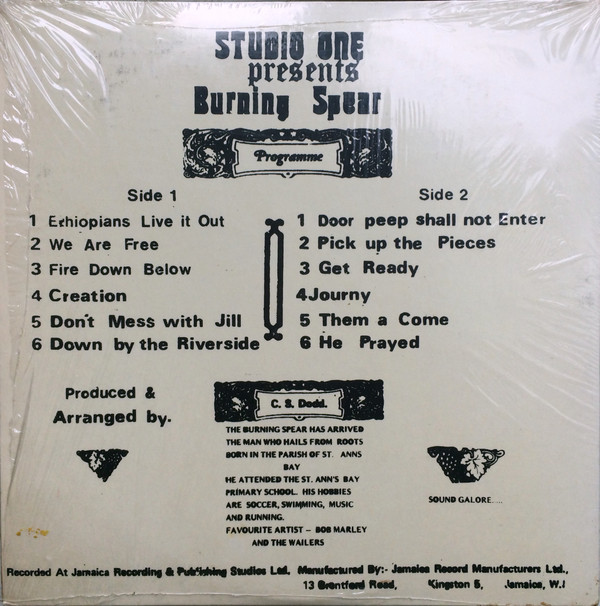 STUDIO ONE
presents
Burning Spear
Programme
Side 1
1 Ethiopians Live it Out
2 We Are Free
3 Fire Down Below
4 Creation
5 Don't Mess with Jill
6 Down by the Riverside
Side 2
1 Door peep shall not Enter
2 Pick up the Pieces
3 Get Ready
4 Journy
5 Them a Come
6 He Prayed
Produced &
Arranged by.
C. S. Dodd.
THE BURNING SPEAR HAS ARRIVED
THE MAN WHO HAILS FROM ROOTS
BORN IN THE PARISH OF ST. ANNS
BAY
HE ATTENDED THE ST. ANN'S BAY
PRIMARY SCHOOL. HIS HOBBIES
ARE SOCCER, SWIMMING, MUSIC
AND RUNNING.
FAVOURITE ARTIST – BOB MARLEY
AND THE WAILERS
SOUND GALORE....
Recorded At Jamaica Recording & Publishing Studios Ltd. Manufactured By:- Jamaica Record Manufacturers Ltd.,
13 Brentford Road, Kingston 5, Jamaica, W.I